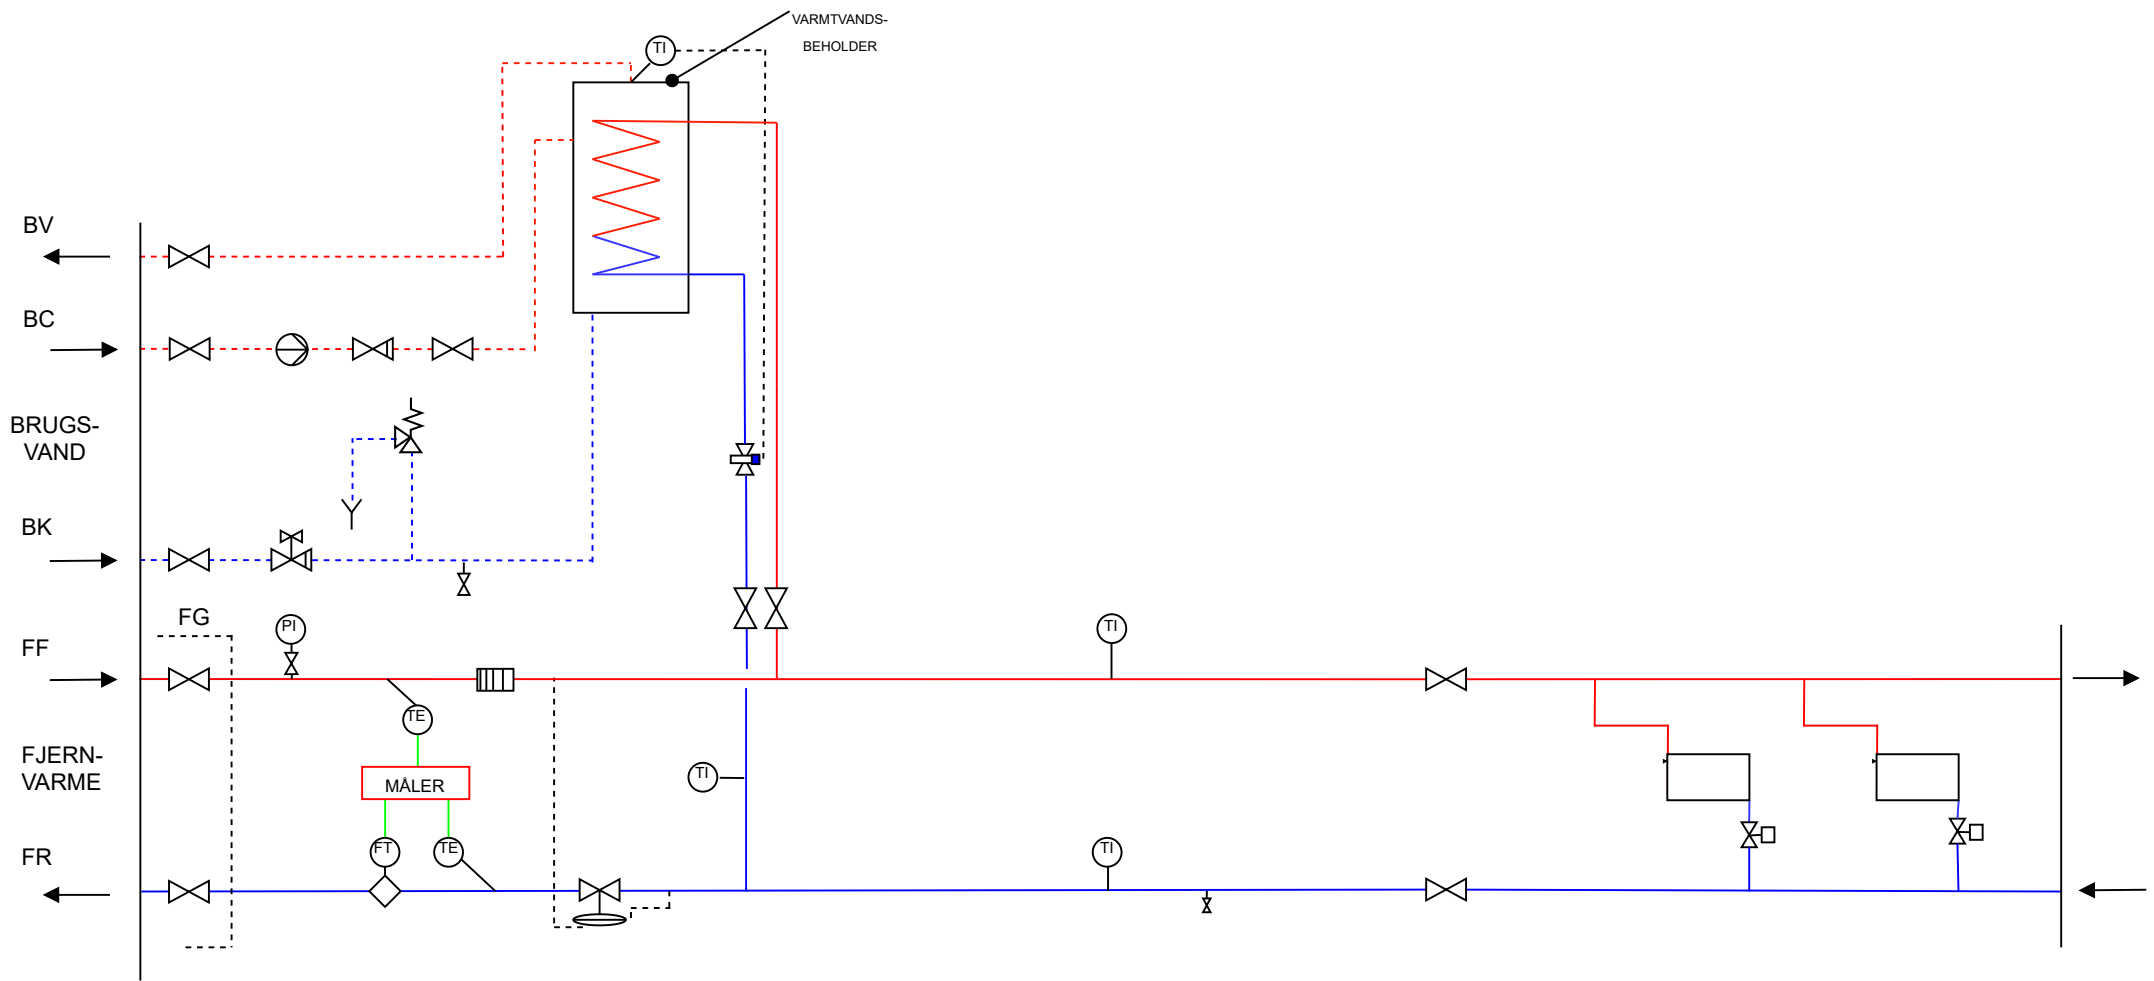 VARMTVANDS-
BEHOLDER
TI
BV
BC
BRUGS-
VAND
BK
FG
FF
PI
TI
TE
FJERN-
VARME
MÅLER
TI
FR
FT
TE
TI